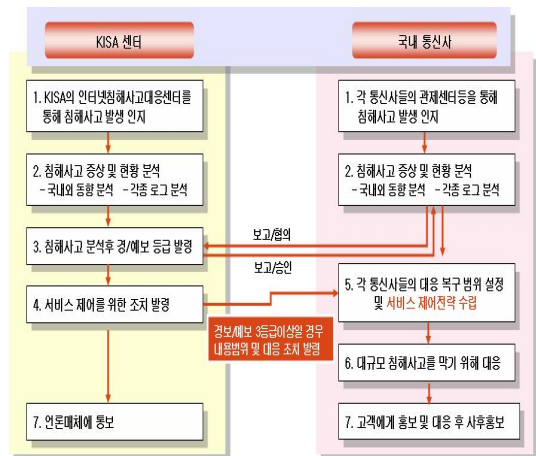 KISA 센터
국내 통신사
1. KISA의 인터넷침해사고대응센터를
통해 침해사고 발생 인지
2. 침해사고 증상 및 현황 분석
- 국내외 동향 분석 - 각종 로그 분석
3. 침해사고 분석후 경/예보 등급 발령
4. 서비스 제어를 위한 조치 발령
7. 언론매체에 통보
보고/협의
보고/승인
경보/예보 3등급이상일 경우
내용범위 및 대응 조치 발령
1. 각 통신사들의 관제센터등을 통해
침해사고 발생 인지
2. 침해사고 증상 및 현황 분석
- 국내외 동향 분석 - 각종 로그 분석
5. 각 통신사들의 대응 복구 범위 설정
및 서비스 제어전략 수립
6. 대규모 침해사고를 막기 위해 대응
7. 고객에게 홍보 및 대응 후 사후홍보